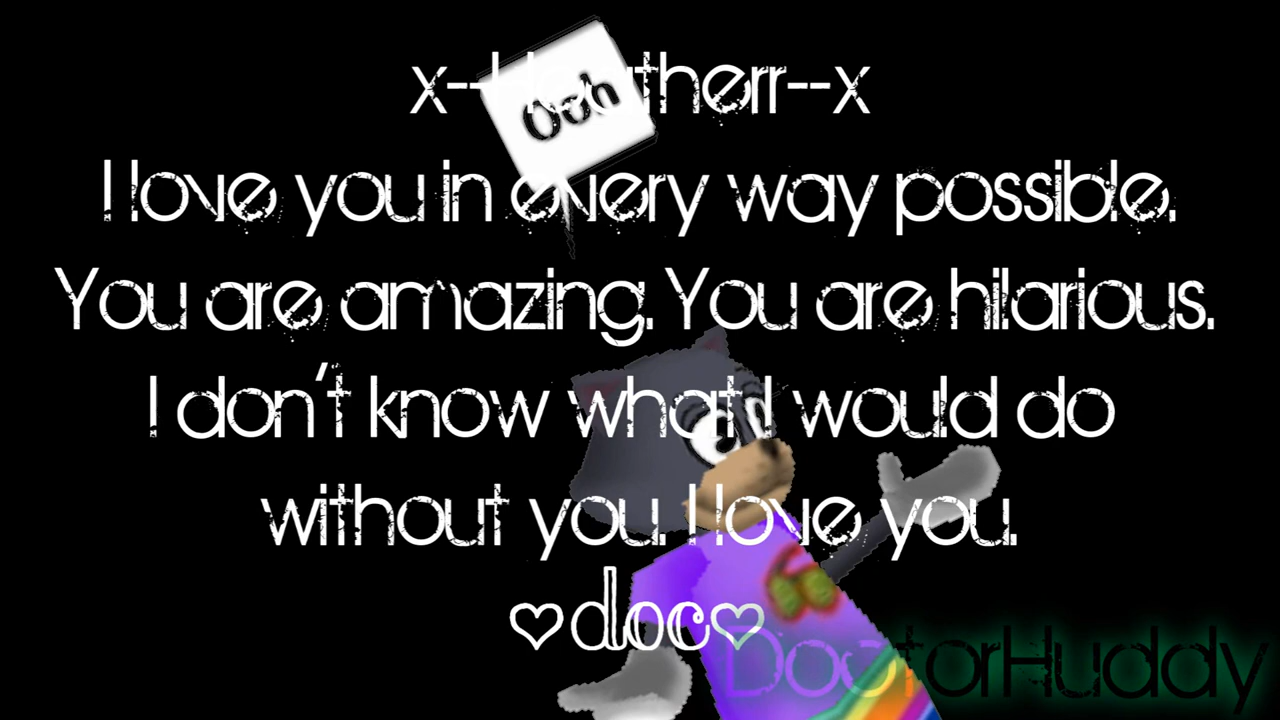 x--Heatherr--x
Ooh
I love you in every way possible.
You are amazing. You are hilarious.
I don't know what I would do
without you. I love you.
♡doc♡
DoctorHuddy